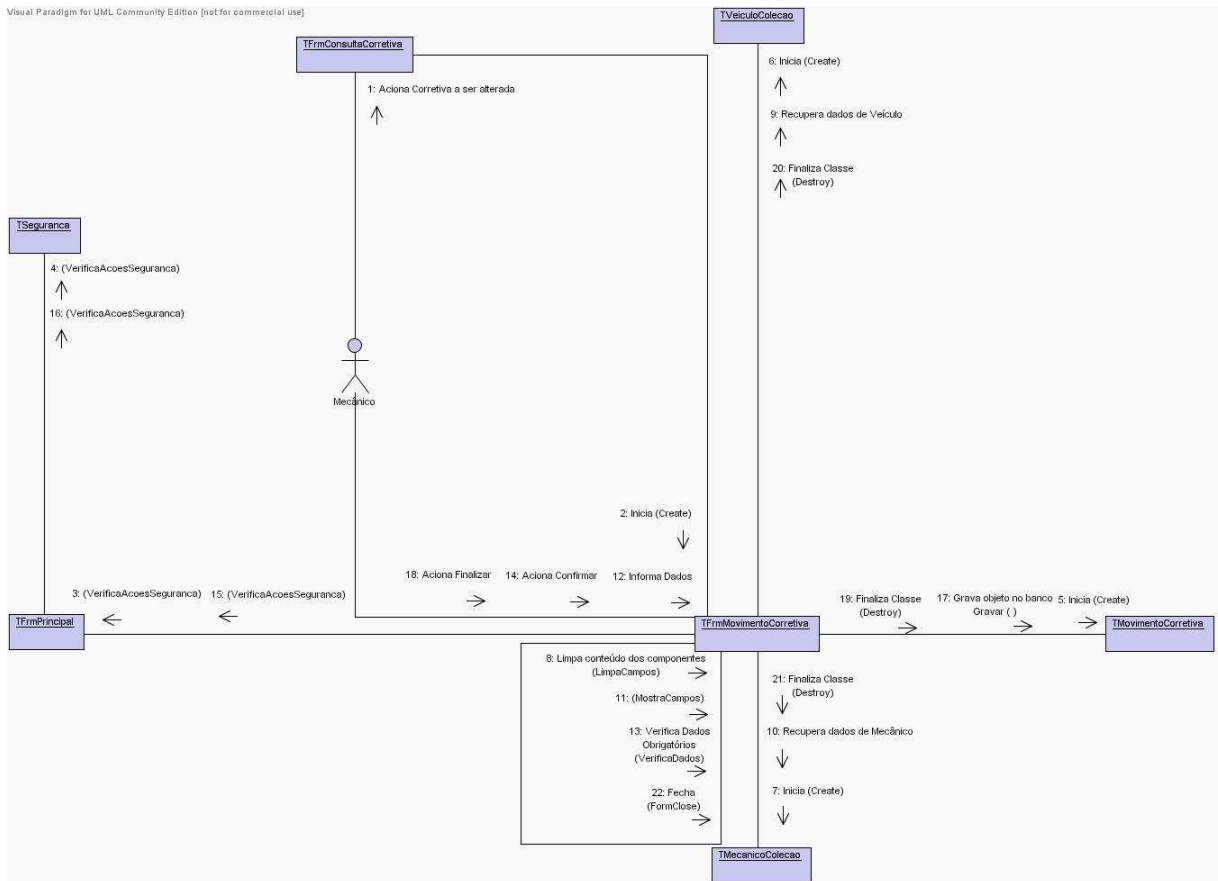 Visual Paradigm for UML Community Edition [not for commercial use]
TVeiculoColecao
TFrmConsultaCorretiva
6: Inicia (Create)
1: Aciona Corretiva a ser alterada
9: Recupera dados de Veículo
20: Finaliza Classe
(Destroy)
TSeguranca
4: (VerificaAcoesSeguranca)
16: (VerificaAcoesSeguranca)
Mecânico
2: Inicia (Create)
18: Aciona Finalizar
14: Aciona Confirmar
12: Informa Dados
3: (VerificaAcoesSeguranca)
15: (VerificaAcoesSeguranca)
19: Finaliza Classe
(Destroy)
17: Grava objeto no banco
Gravar ( )
5: Inicia (Create)
TFrmPrincipal
TFrmMovimentoCorretiva
TMovimentoCorretiva
8: Limpa conteúdo dos componentes
(LimpaCampos)
11: (MostraCampos)
13: Verifica Dados
Obrigatórios
(VerificaDados)
22: Fecha
(FormClose)
21: Finaliza Classe
(Destroy)
10: Recupera dados de Mecânico
7: Inicia (Create)
TMecanicoColecao